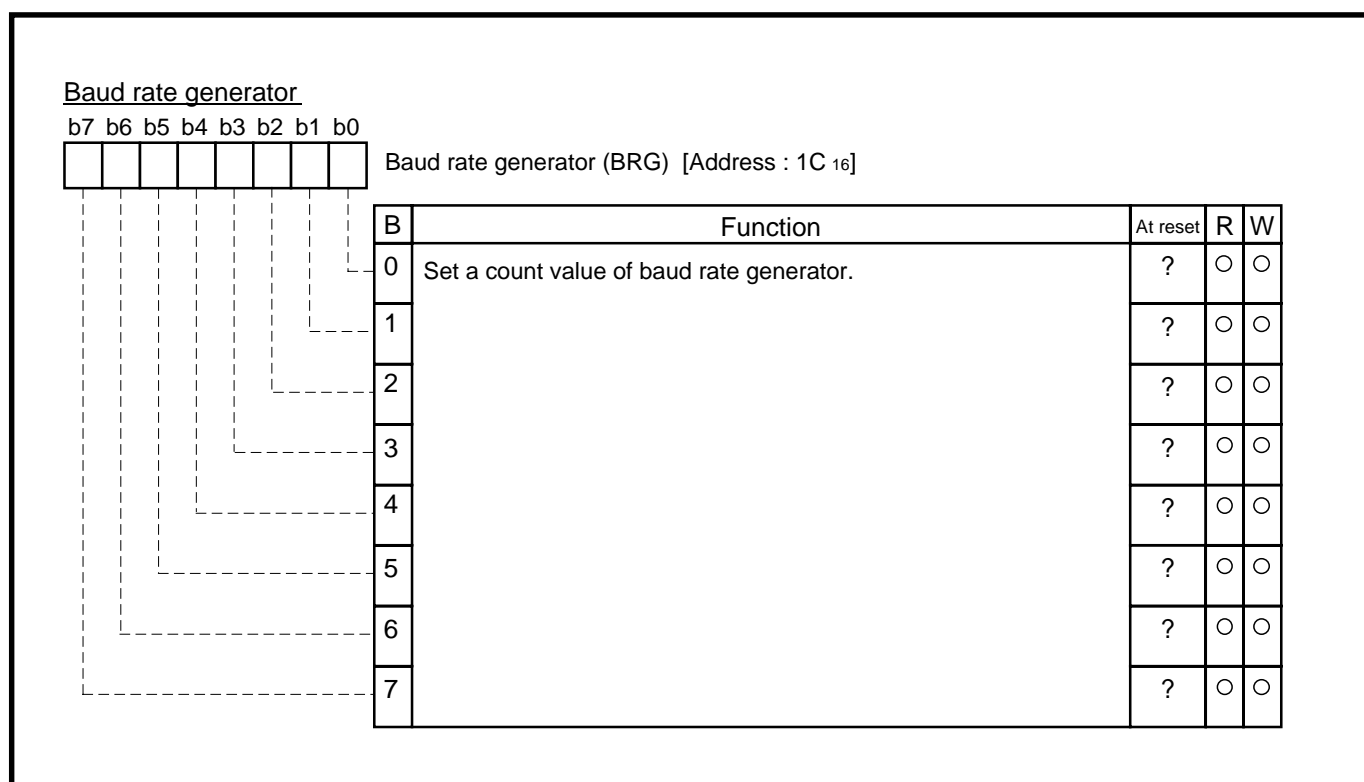 Baud rate generator
b7 b6 b5 b4 b3 b2 b1 b0
Baud rate generator (BRG) [Address : 1C 16]
B Function At reset R W
0 Set a count value of baud rate generator. ? ○ ○
1 ? ○ ○
2 ? ○ ○
3 ? ○ ○
4 ? ○ ○
5 ? ○ ○
6 ? ○ ○
7 ? ○ ○